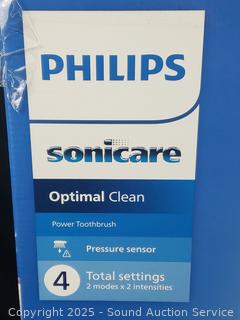 PHILIPS
sonicare
Optimal Clean
Power Toothbrush
Pressure sensor
4
Total settings
2 modes x 2 Intensities
Copyright 2025 - Sound Auction Service